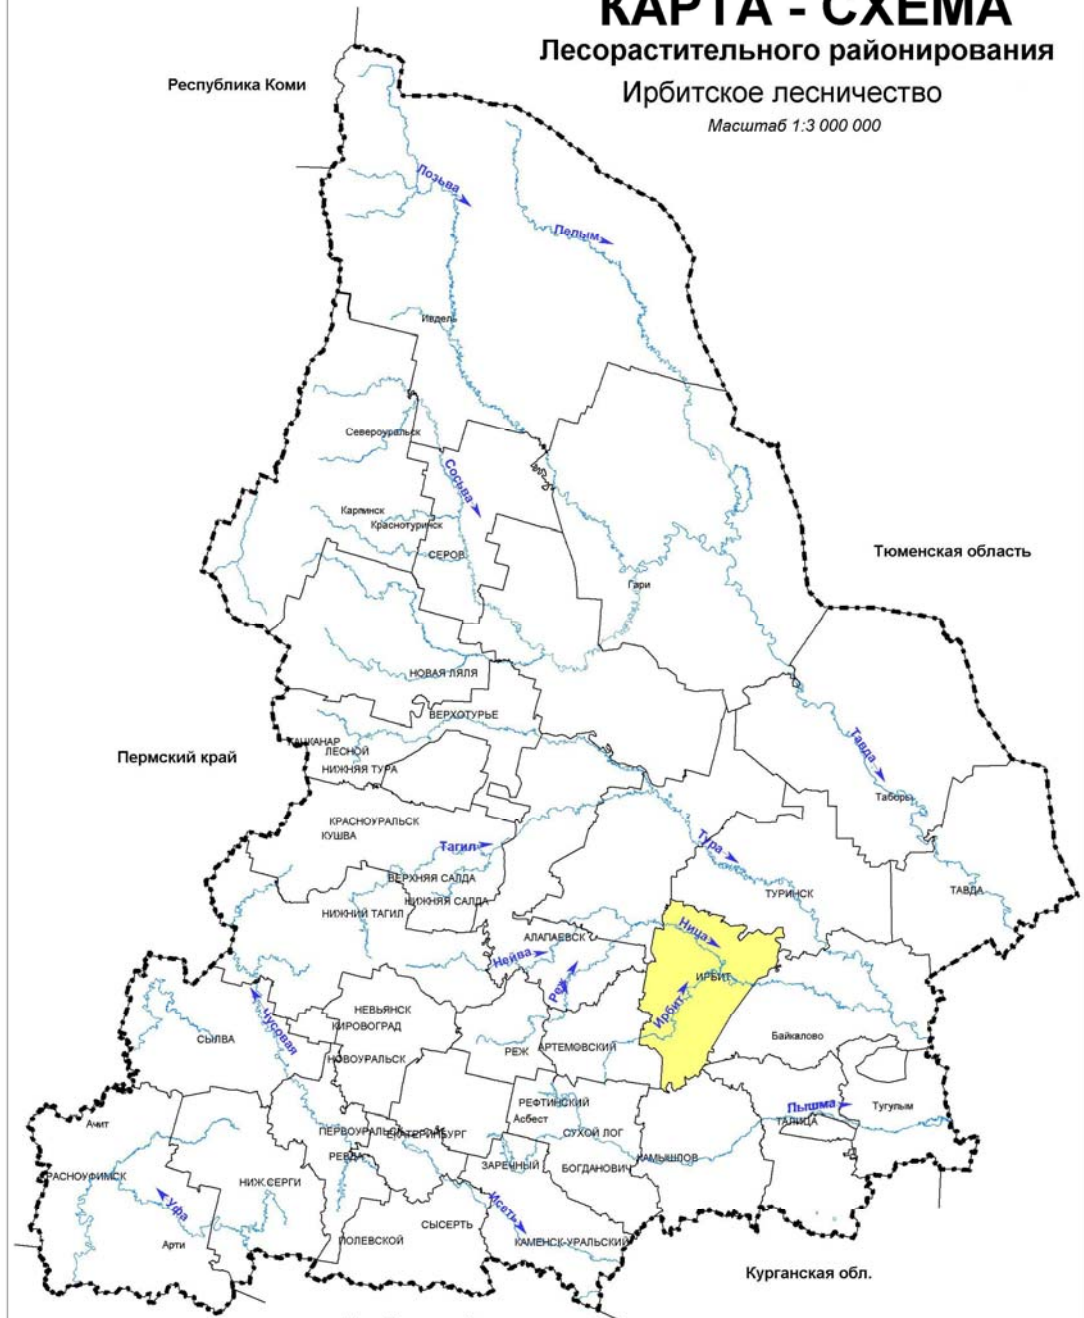 КАРТА - СХЕМА
Лесорастительного районирования
Ирбитское лесничество
Масштаб 1:3 000 000
Республика Коми
Лозьва
Пелым
Ивдель
Североуральск
Сосьва
Карпинск
Краснотуринск
СЕРОВ
Тюменская область
Гари
НОВАЯ ЛЯЛЯ
ВЕРХОТУРЬЕ
КАЧКАНАР
ЛЕСНОЙ
Пермский край
НИЖНЯЯ ТУРА
Тавда
Таборы
КРАСНОУРАЛЬСК
КУШВА
Тагил
Тура
ВЕРХНЯЯ САЛДА
ТУРИНСК
ТАВДА
НИЖНЯЯ САЛДА
НИЖНИЙ ТАГИЛ
Ница
АЛАПАЕВСК
Нейва
Реж
ИРБИТ
Ирбит
НЕВЬЯНСК
КИРОВОГРАД
Чусовая
СЫЛВА
Байкалово
НОВОУРАЛЬСК
РЕЖ
АРТЕМОВСКИЙ
РЕФТИНСКИЙ
Асбест
Пышма
Тугулым
ТАЛИЦА
Ачит
ПЕРВОУРАЛЬСК
ЕКАТЕРИНБУРГ
СУХОЙ ЛОГ
РЕВДА
КАМЫШЛОВ
ЗАРЕЧНЫЙ
БОГДАНОВИЧ
РАСНОУФИМСК
НИЖ.СЕРГИ
Уфа
Исеть
СЫСЕРТЬ
Арти
ПОЛЕВСКОЙ
КАМЕНСК-УРАЛЬСКИЙ
Курганская обл.